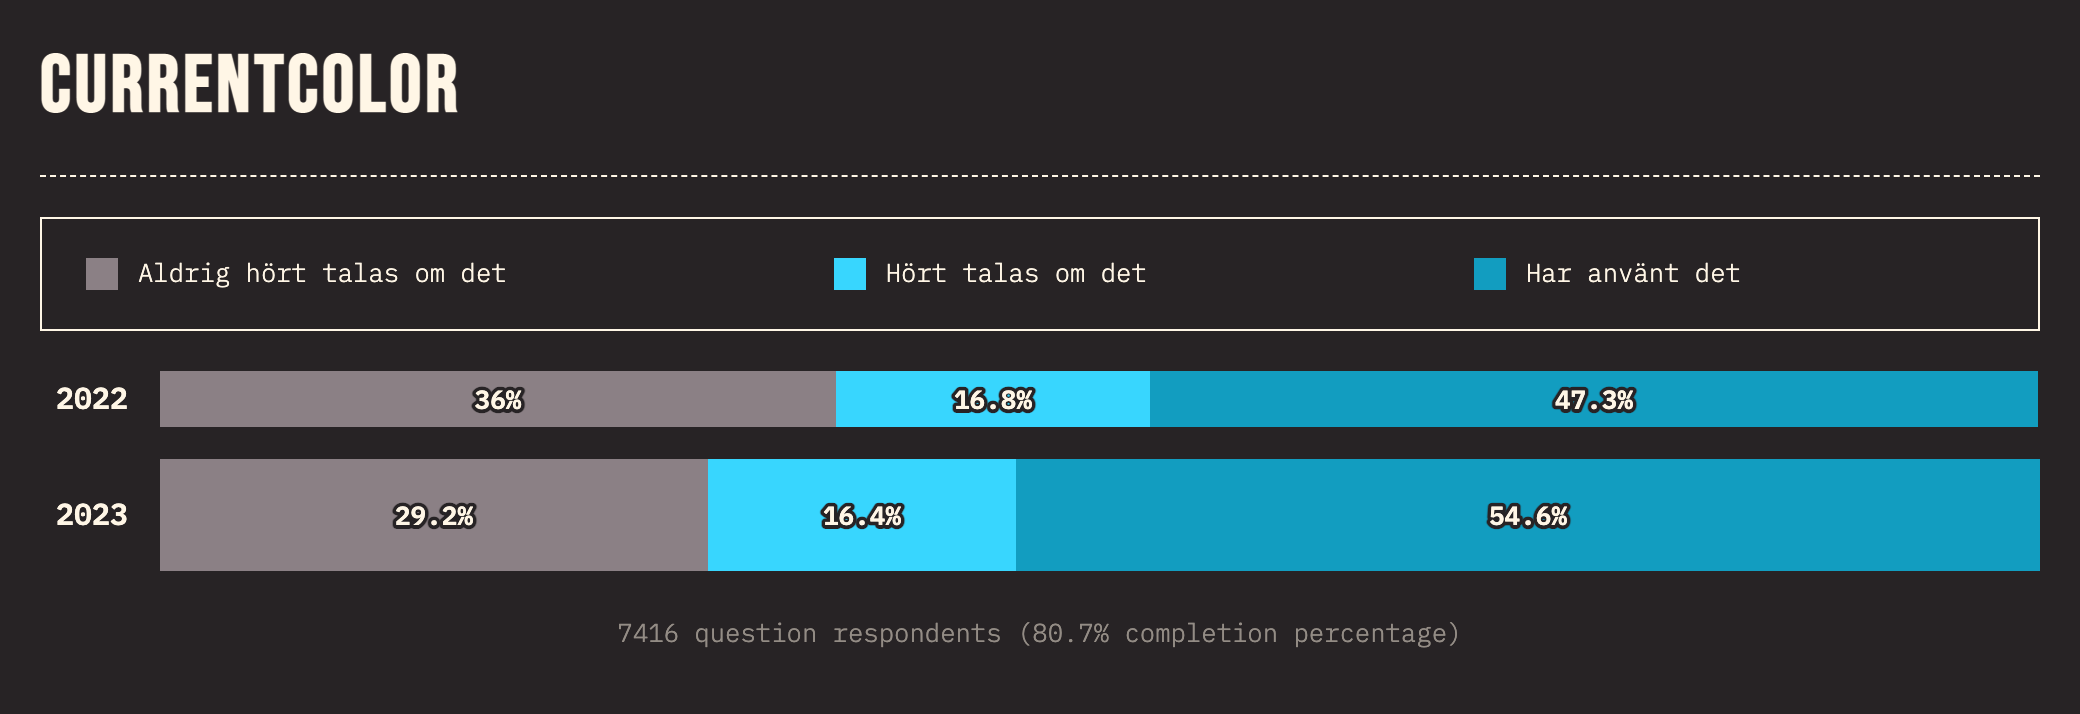 CURRENTCOLOR
Aldrig hört talas om det Hört talas om det Har använt det
2022 36% 16.8% 47.3%
2023 29.2% 16.4% 54.6%
7416 question respondents (80.7% completion percentage)